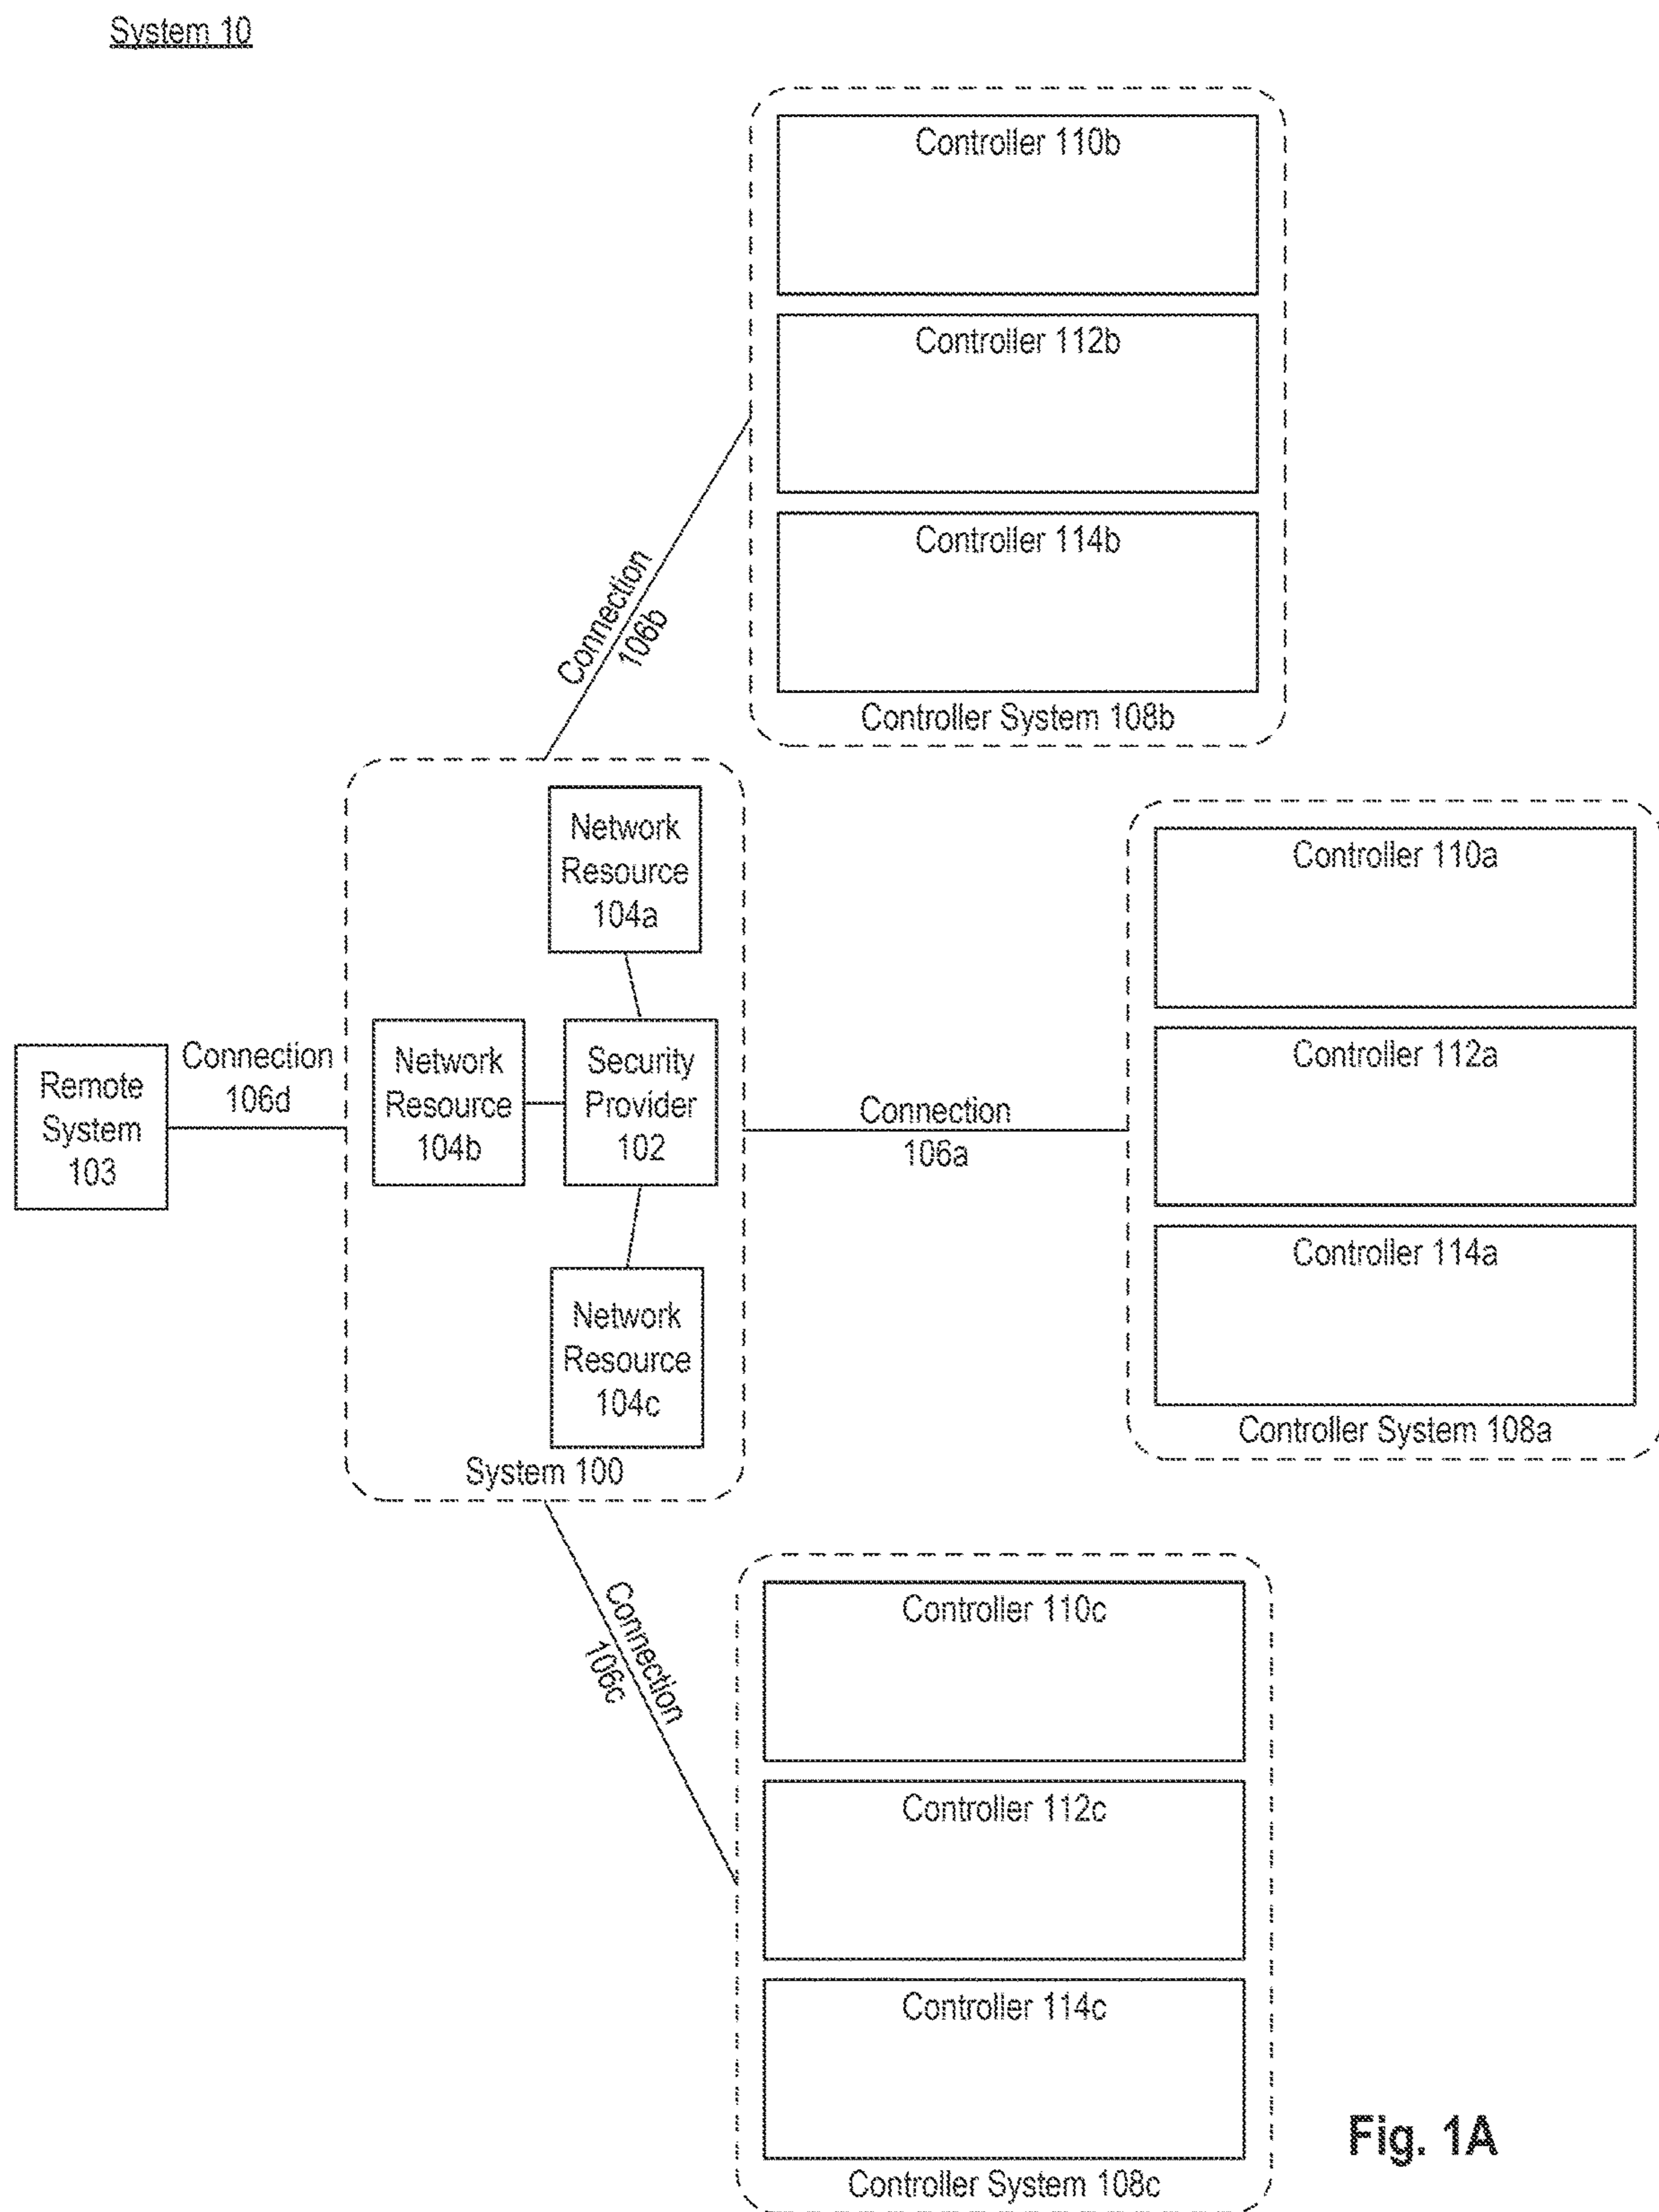 System 10
Controller 110b
Controller 112b
Controller 114b
Controller System 108b
Connection
106b
Network
Resource
104a
Network
Resource
104b
Security
Provider
102
Network
Resource
104c
System 100
Remote
System
103
Connection
106d
Connection
106a
Controller 110a
Controller 112a
Controller 114a
Controller System 108a
Connection
106c
Controller 110c
Controller 112c
Controller 114c
Controller System 108c
Fig. 1A